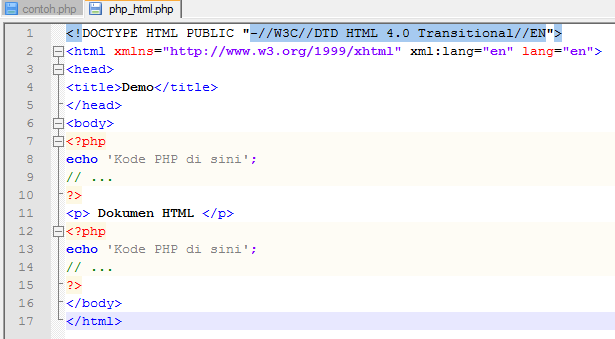 contoh.php php_html.php
1 <!DOCTYPE HTML PUBLIC "-//W3C//DTD HTML 4.0 Transitional//EN">
2 <html xmlns="http://www.w3.org/1999/xhtml" xml:lang="en" lang="en">
3 <head>
4 <title>Demo</title>
5 </head>
6 <body>
7 <?php
8 echo 'Kode PHP di sini';
9 // ...
10 ?>
11 <p> Dokumen HTML </p>
12 <?php
13 echo 'Kode PHP di sini';
14 // ...
15 ?>
16 </body>
17 </html>